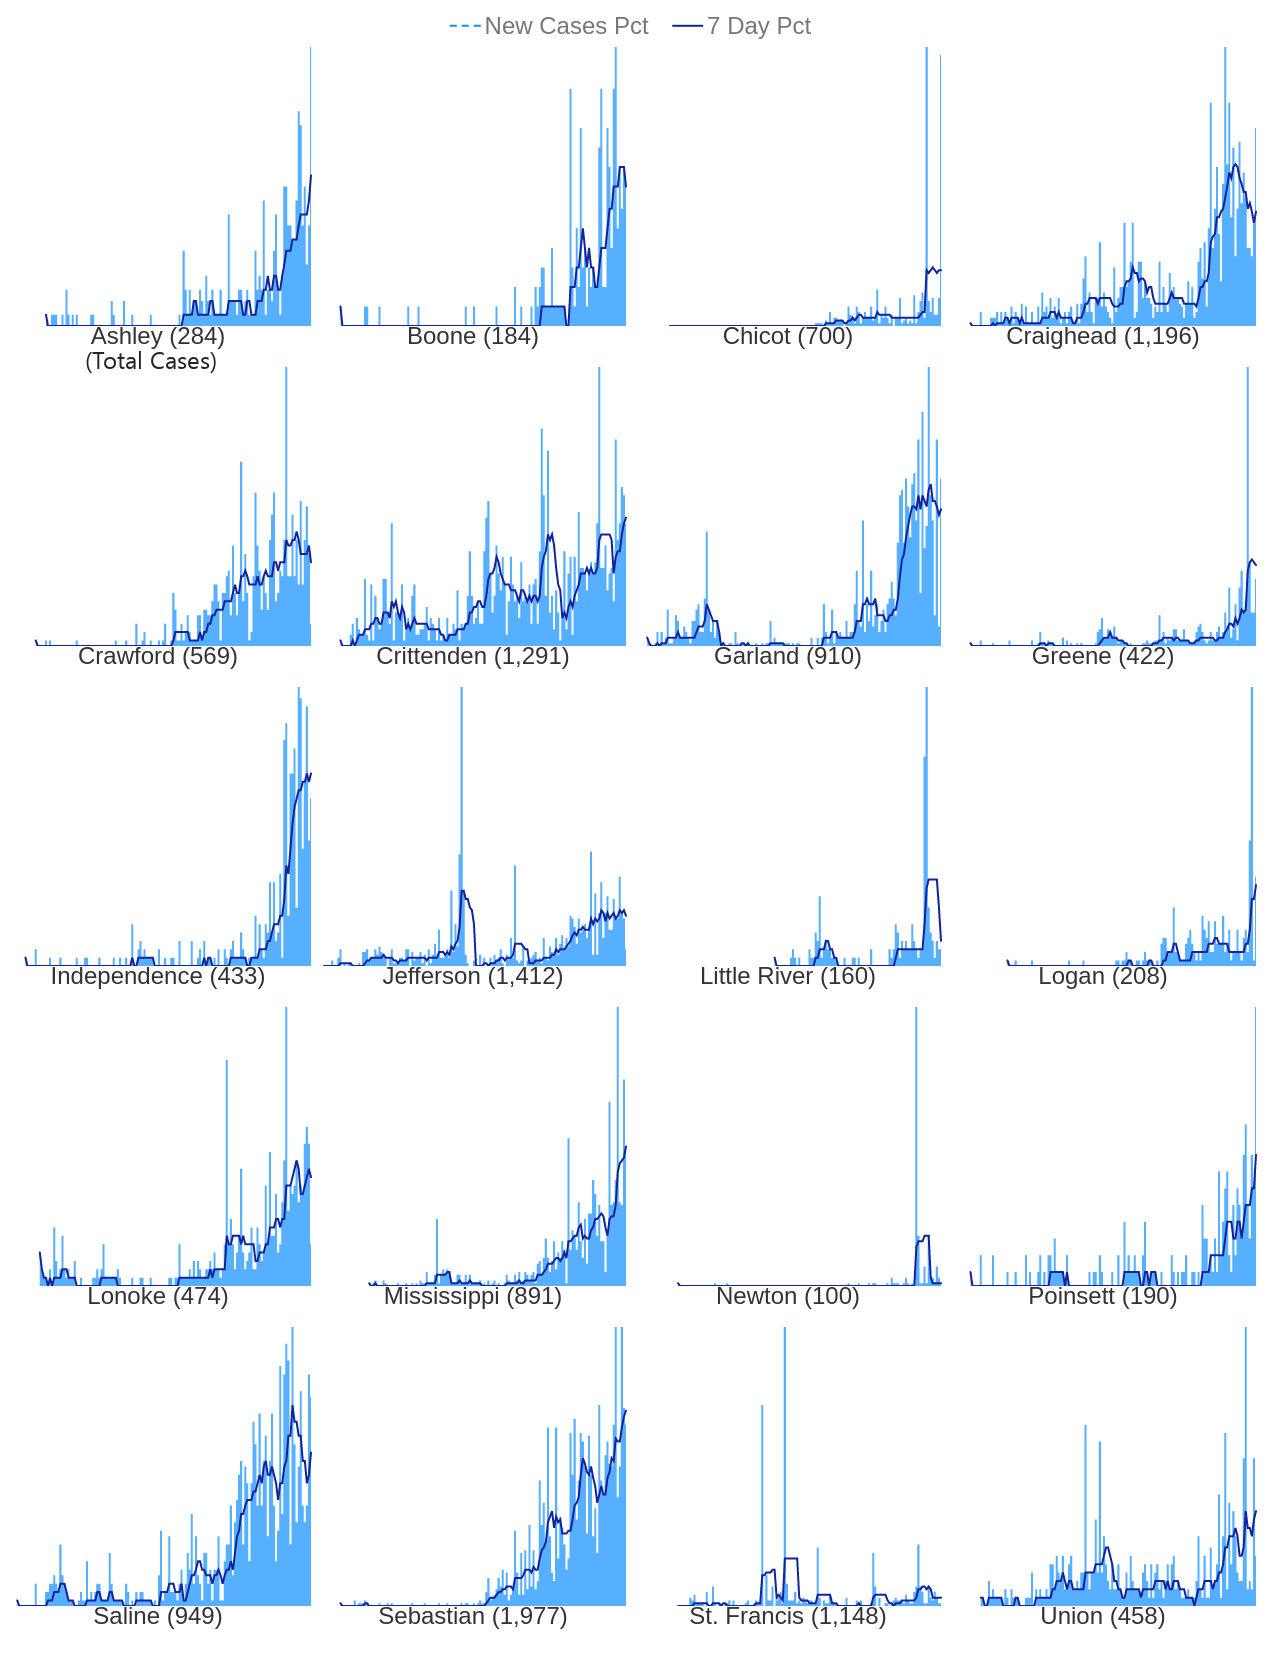 New Cases Pct 7 Day Pct
Ashley (284) Boone (184) Chicot (700) Craighead (1,196)
(Total Cases)
Crawford (569) Crittenden (1,291) Garland (910) Greene (422)
Independence (433) Jefferson (1,412) Little River (160) Logan (208)
Lonoke (474) Mississippi (891) Newton (100) Poinsett (190)
Saline (949) Sebastian (1,977) St. Francis (1,148) Union (458)